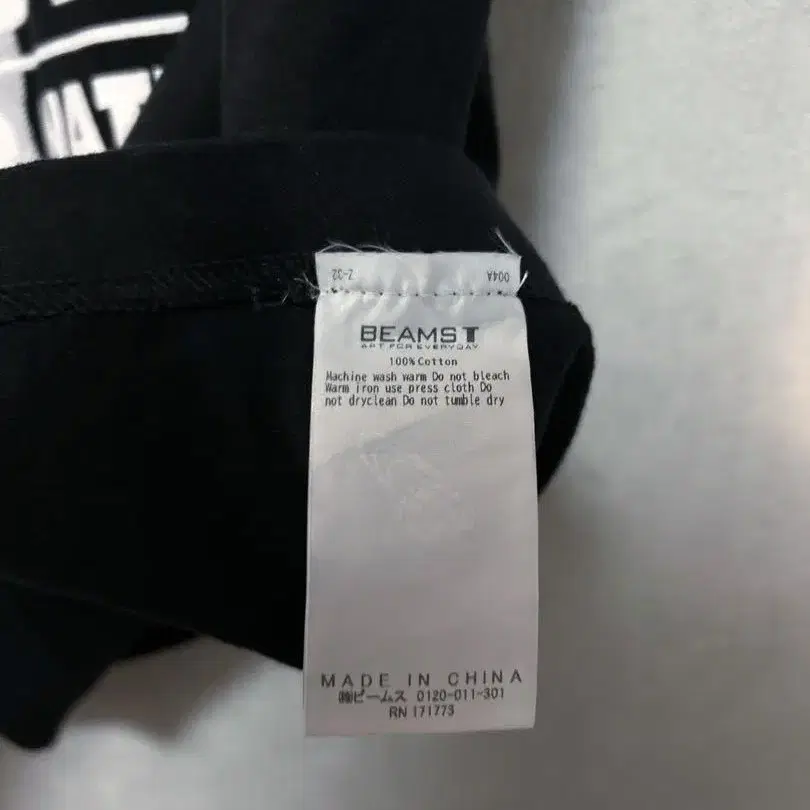 Z-32 004A
BEAMS T
ART FOR EVERYDAY
100% Cotton
Machine wash warm Do not bleach
Warm iron use press cloth Do
not dryclean Do not tumble dry
MADE IN CHINA
㈱ビームス 0120-011-301
RN 171773